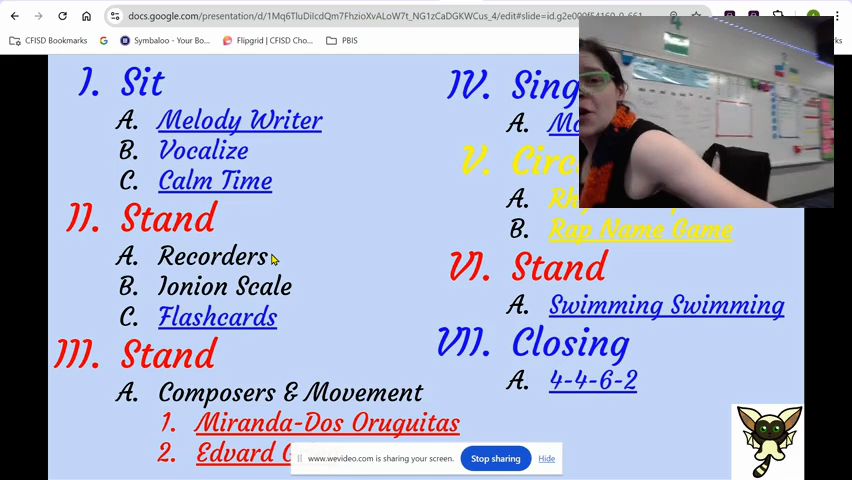 docs.google.com/presentation/d/1Mq6TluDiIcdQm7FhzioXvALoW7t_NG1zCaDGKWCus_4/edit#slide=id.g2e000f54160_0_661
CFISD Bookmarks
Symbaloo - Your Bo...
Flipgrid | CFISD Cho...
PBIS
I. Sit
A. Melody Writer
B. Vocalize
C. Calm Time
II. Stand
A. Recorders
B. Ionion Scale
C. Flashcards
III. Stand
A. Composers & Movement
1. Miranda-Dos Oruguitas
2. Edvard
IV. Sing
A.
V. Circ
A.
B. Rap Name Game
VI. Stand
A. Swimming Swimming
VII. Closing
A. 4-4-6-2
www.wevideo.com is sharing your screen.
Stop sharing
Hide